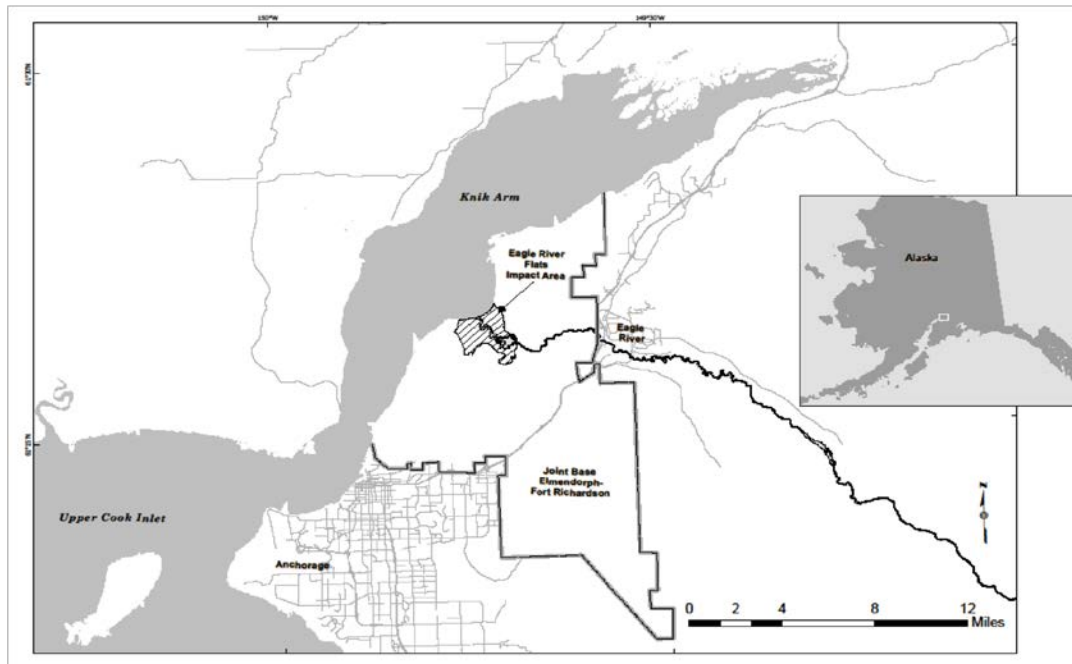 150°W
149°30'W
Knik Arm
Eagle River
Flats
Impact Area
Alaska
Eagle
River
Joint Base
Elmendorph-
Fort Richardson
Upper Cook Inlet
Anchorage
N
0 2 4 8 12
Miles